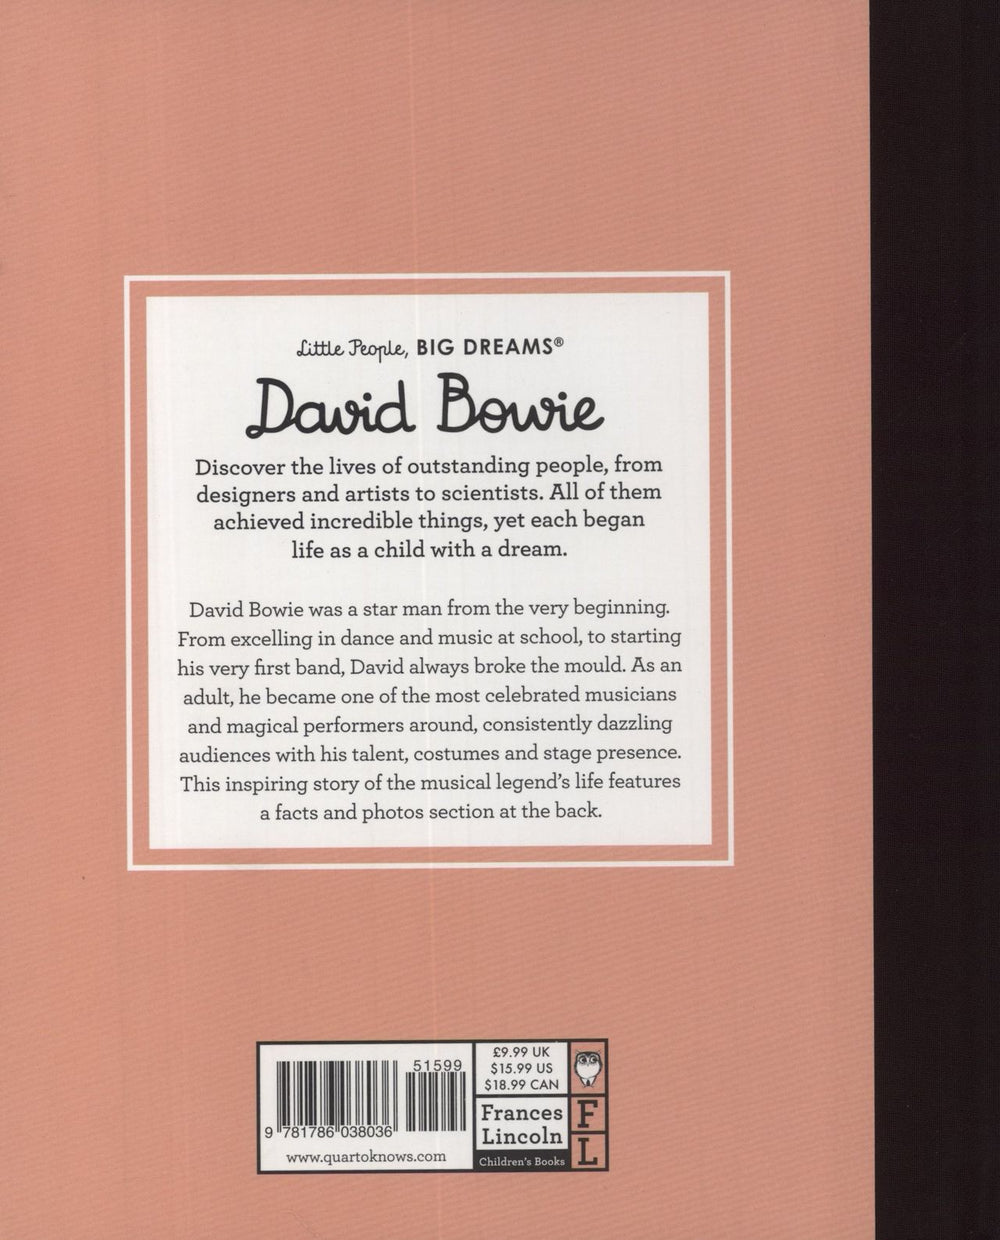 Little People, BIG DREAMS®
David Bowie
Discover the lives of outstanding people, from
designers and artists to scientists. All of them
achieved incredible things, yet each began
life as a child with a dream.
David Bowie was a star man from the very beginning.
From excelling in dance and music at school, to starting
his very first band, David always broke the mould. As an
adult, he became one of the most celebrated musicians
and magical performers around, consistently dazzling
audiences with his talent, costumes and stage presence.
This inspiring story of the musical legend's life features
a facts and photos section at the back.
51599
9 781786 038036
www.quartoknows.com
£9.99 UK
$15.99 US
$18.99 CAN
Frances
Lincoln
Children's Books
F
L